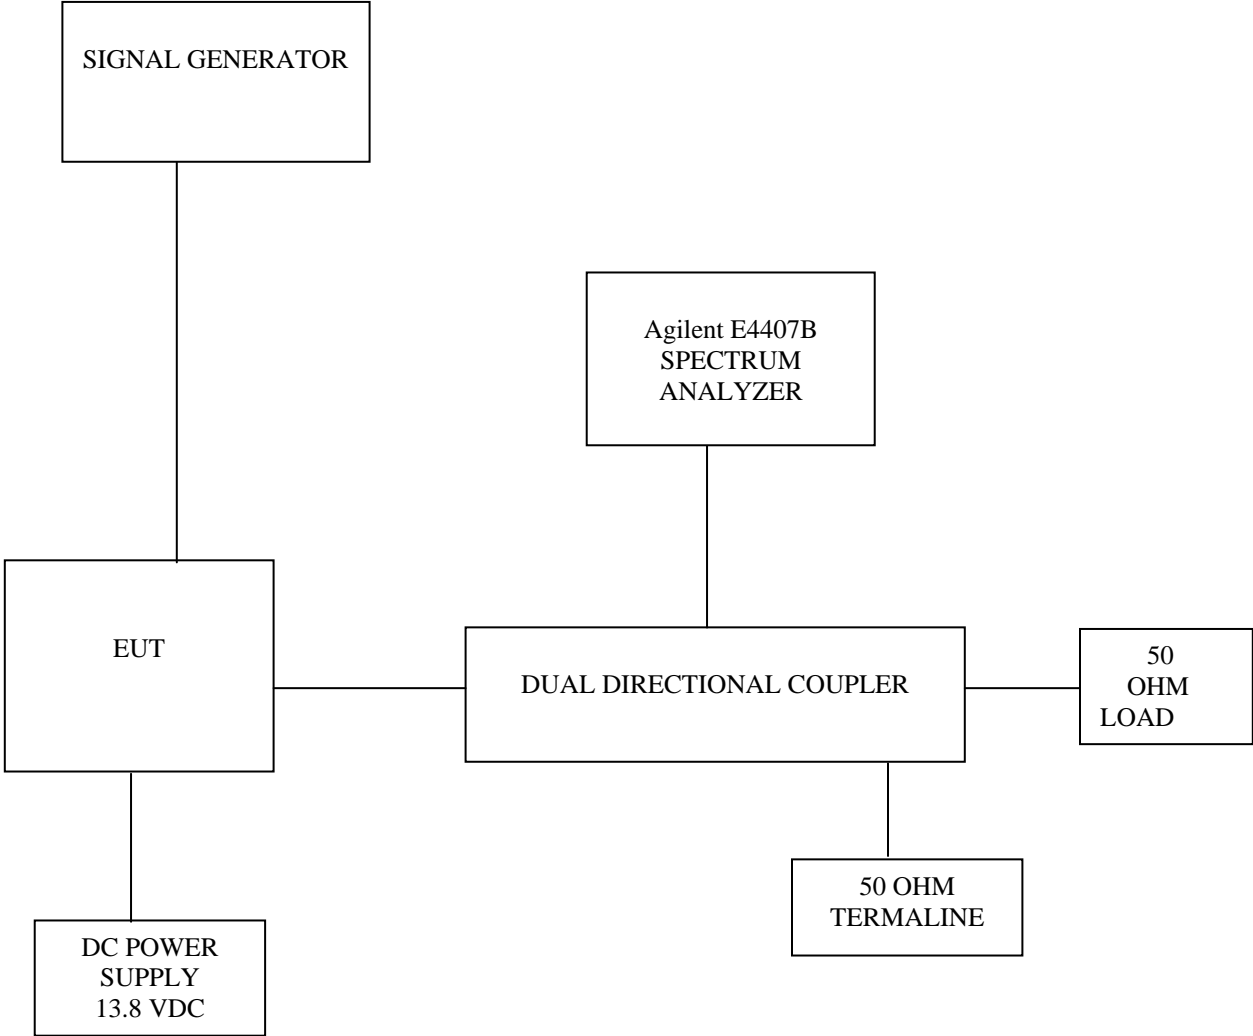 SIGNAL GENERATOR
Agilent E4407B
SPECTRUM
ANALYZER
EUT
DUAL DIRECTIONAL COUPLER
50
OHM
LOAD
50 OHM
TERMALINE
DC POWER
SUPPLY
13.8 VDC